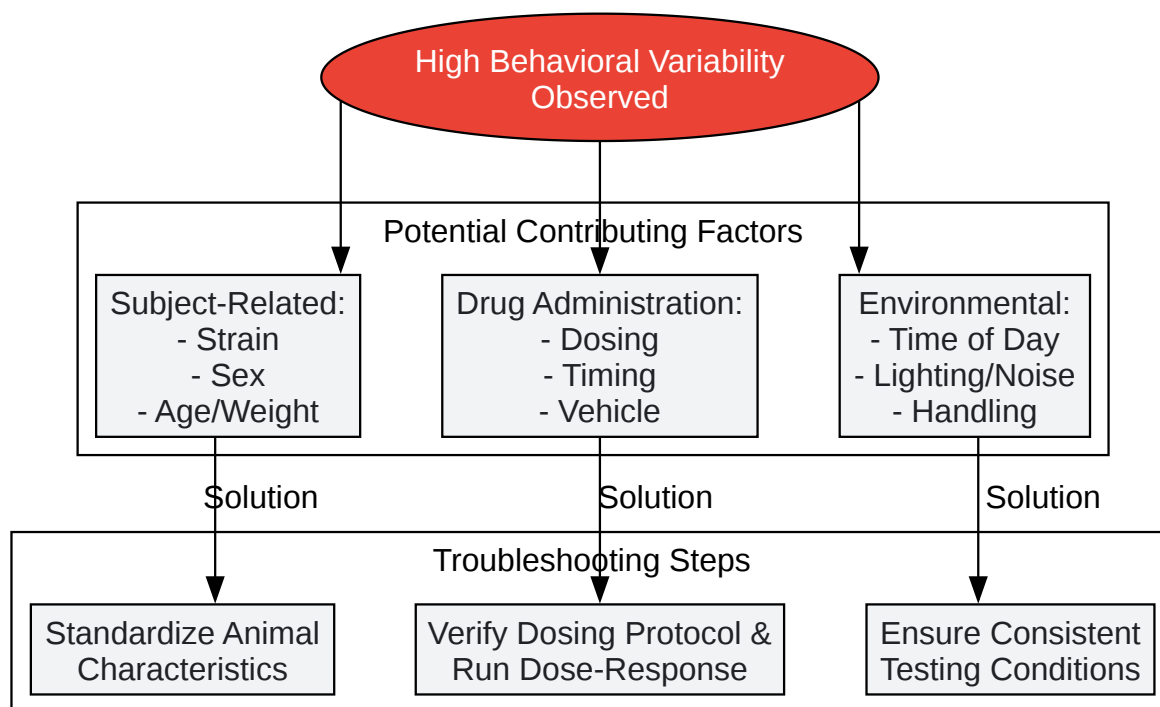 High Behavioral Variability
Observed
Potential Contributing Factors
Subject-Related:
- Strain
- Sex
- Age/Weight
Drug Administration:
- Dosing
- Timing
- Vehicle
Environmental:
- Time of Day
- Lighting/Noise
- Handling
Solution
Solution
Solution
Troubleshooting Steps
Standardize Animal
Characteristics
Verify Dosing Protocol &
Run Dose-Response
Ensure Consistent
Testing Conditions